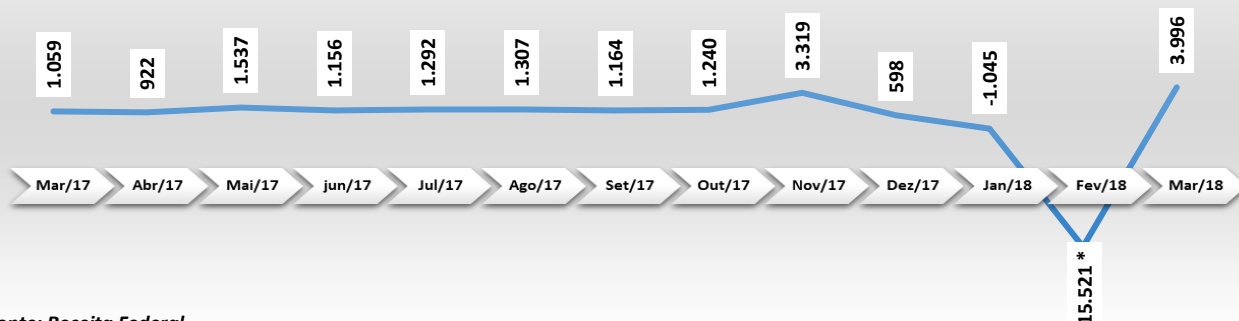 1.059
922
1.537
1.156
1.292
1.307
1.164
1.240
3.319
598
-1.045
15.521 *
3.996
Mar/17
Abr/17
Mai/17
jun/17
Jul/17
Ago/17
Set/17
Out/17
Nov/17
Dez/17
Jan/18
Fev/18
Mar/18